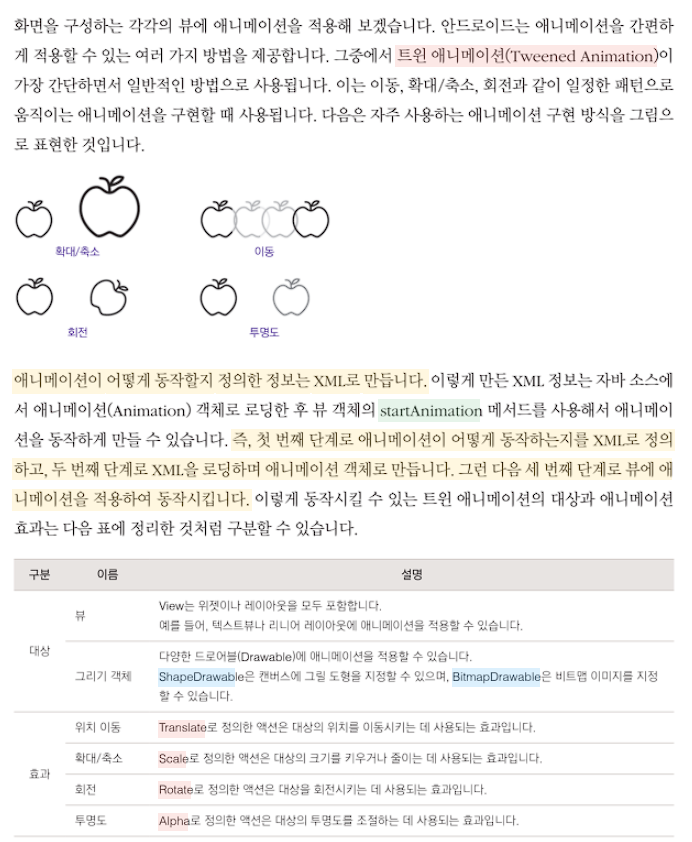 화면을 구성하는 각각의 뷰에 애니메이션을 적용해 보겠습니다. 안드로이드는 애니메이션을 간편하
게 적용할 수 있는 여러 가지 방법을 제공합니다. 그중에서 트윈 애니메이션(Tweened Animation)이
가장 간단하면서 일반적인 방법으로 사용됩니다. 이는 이동, 확대/축소, 회전과 같이 일정한 패턴으로
움직이는 애니메이션을 구현할 때 사용됩니다. 다음은 자주 사용하는 애니메이션 구현 방식을 그림으
로 표현한 것입니다.
확대/축소
이동
회전
투명도
애니메이션이 어떻게 동작할지 정의한 정보는 XML로 만듭니다. 이렇게 만든 XML 정보는 자바 소스에
서 애니메이션(Animation) 객체로 로딩한 후 뷰 객체의 startAnimation 메서드를 사용해서 애니메이
션을 동작하게 만들 수 있습니다. 즉, 첫 번째 단계로 애니메이션이 어떻게 동작하는지를 XML로 정의
하고, 두 번째 단계로 XML을 로딩하며 애니메이션 객체로 만듭니다. 그런 다음 세 번째 단계로 뷰에 애
니메이션을 적용하여 동작시킵니다. 이렇게 동작시킬 수 있는 트윈 애니메이션의 대상과 애니메이션
효과는 다음 표에 정리한 것처럼 구분할 수 있습니다.
구분 이름 설명
대상
뷰
View는 위젯이나 레이아웃을 모두 포함합니다.
예를 들어, 텍스트뷰나 리니어 레이아웃에 애니메이션을 적용할 수 있습니다.
그리기 객체
다양한 드로어블(Drawable)에 애니메이션을 적용할 수 있습니다.
ShapeDrawable은 캔버스에 그릴 도형을 지정할 수 있으며, BitmapDrawable은 비트맵 이미지를 지정
할 수 있습니다.
효과
위치 이동 Translate로 정의한 액션은 대상의 위치를 이동시키는 데 사용되는 효과입니다.
확대/축소 Scale로 정의한 액션은 대상의 크기를 키우거나 줄이는 데 사용되는 효과입니다.
회전 Rotate로 정의한 액션은 대상을 회전시키는 데 사용되는 효과입니다.
투명도 Alpha로 정의한 액션은 대상의 투명도를 조절하는 데 사용되는 효과입니다.